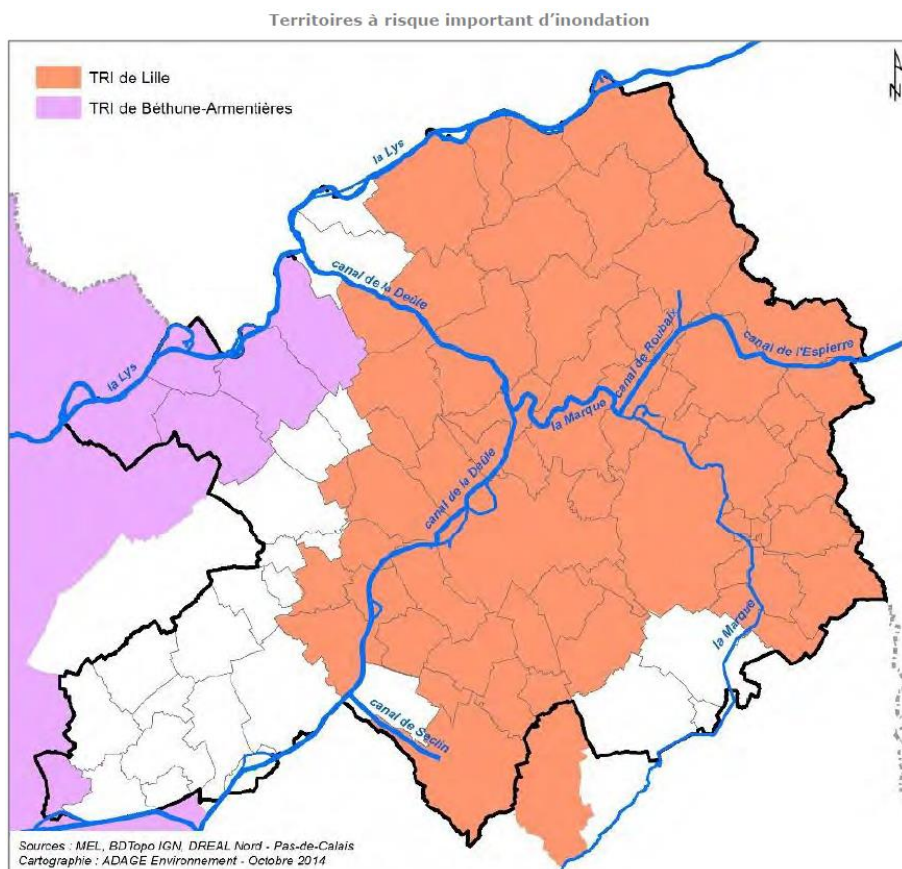 Territoires à risque important d'inondation
TRI de Lille
TRI de Béthune-Armentières
la Lys
canal de la Deûle
canal de Roubaix
canal de l'Espierre
la Lys
la Marque
canal de la Deûle
la Marque
canal de Seclin
Sources : MEL, BDTopo IGN, DREAL Nord - Pas-de-Calais
Cartographie : ADAGE Environnement - Octobre 2014
N